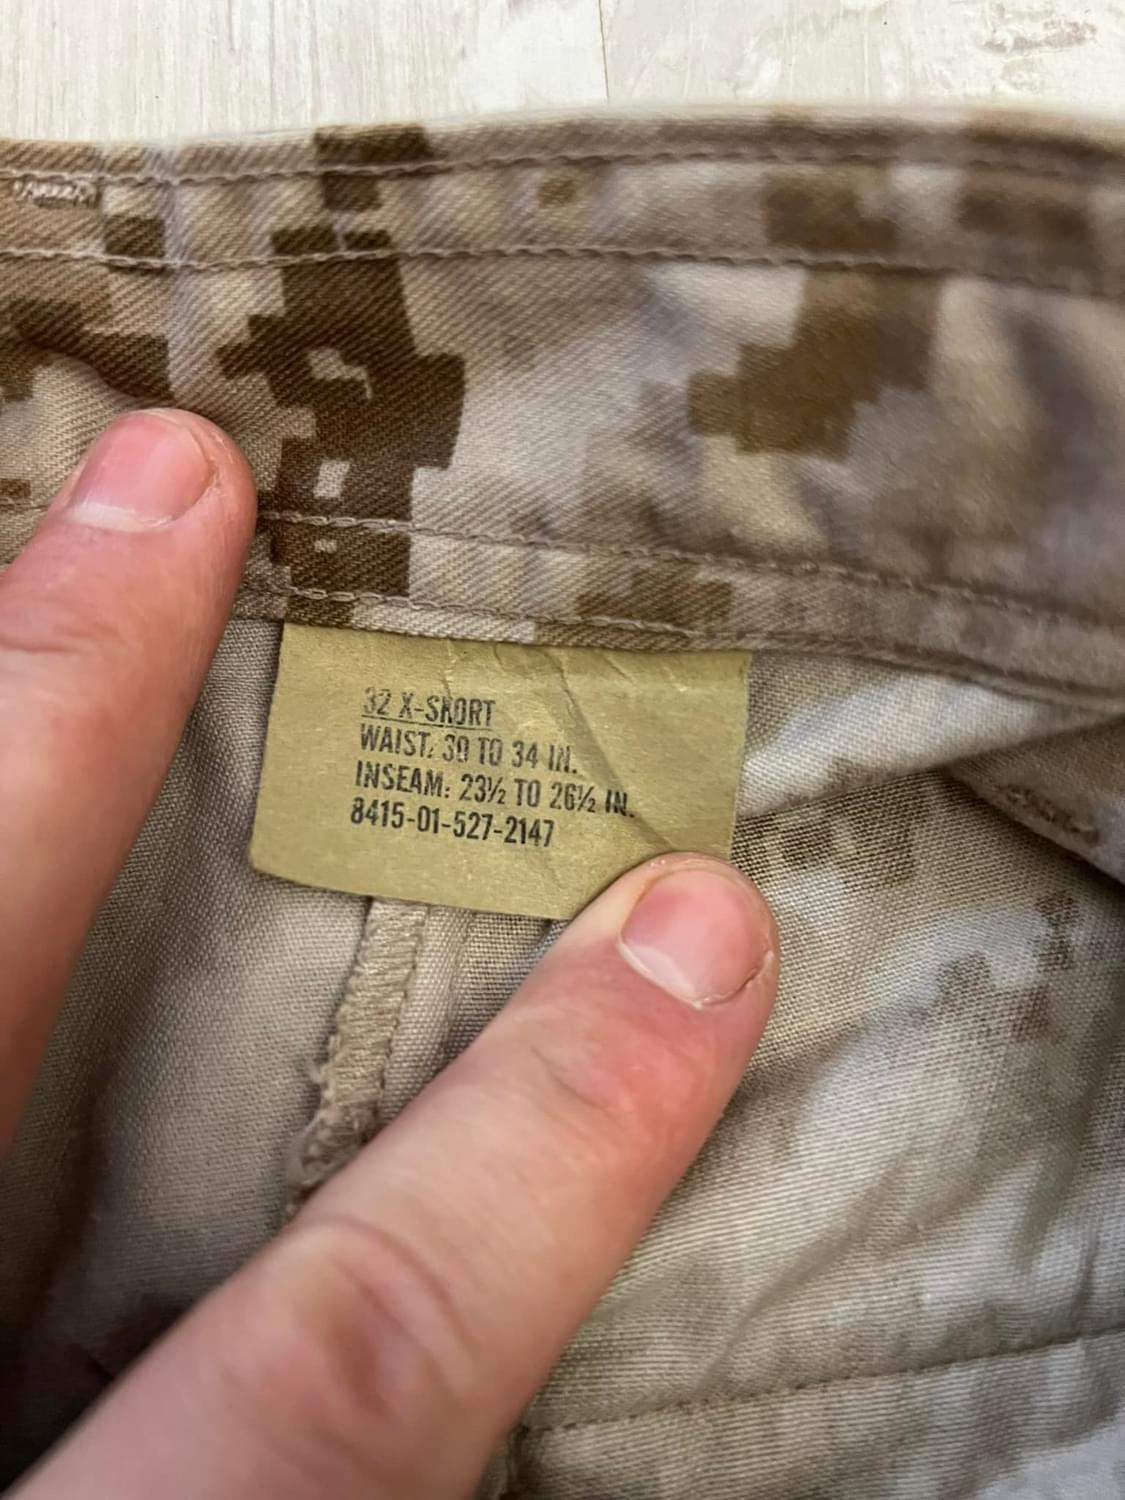 32 X-SHORT
WAIST: 30 TO 34 IN.
INSEAM: 23½ TO 26½ IN.
8415-01-527-2147